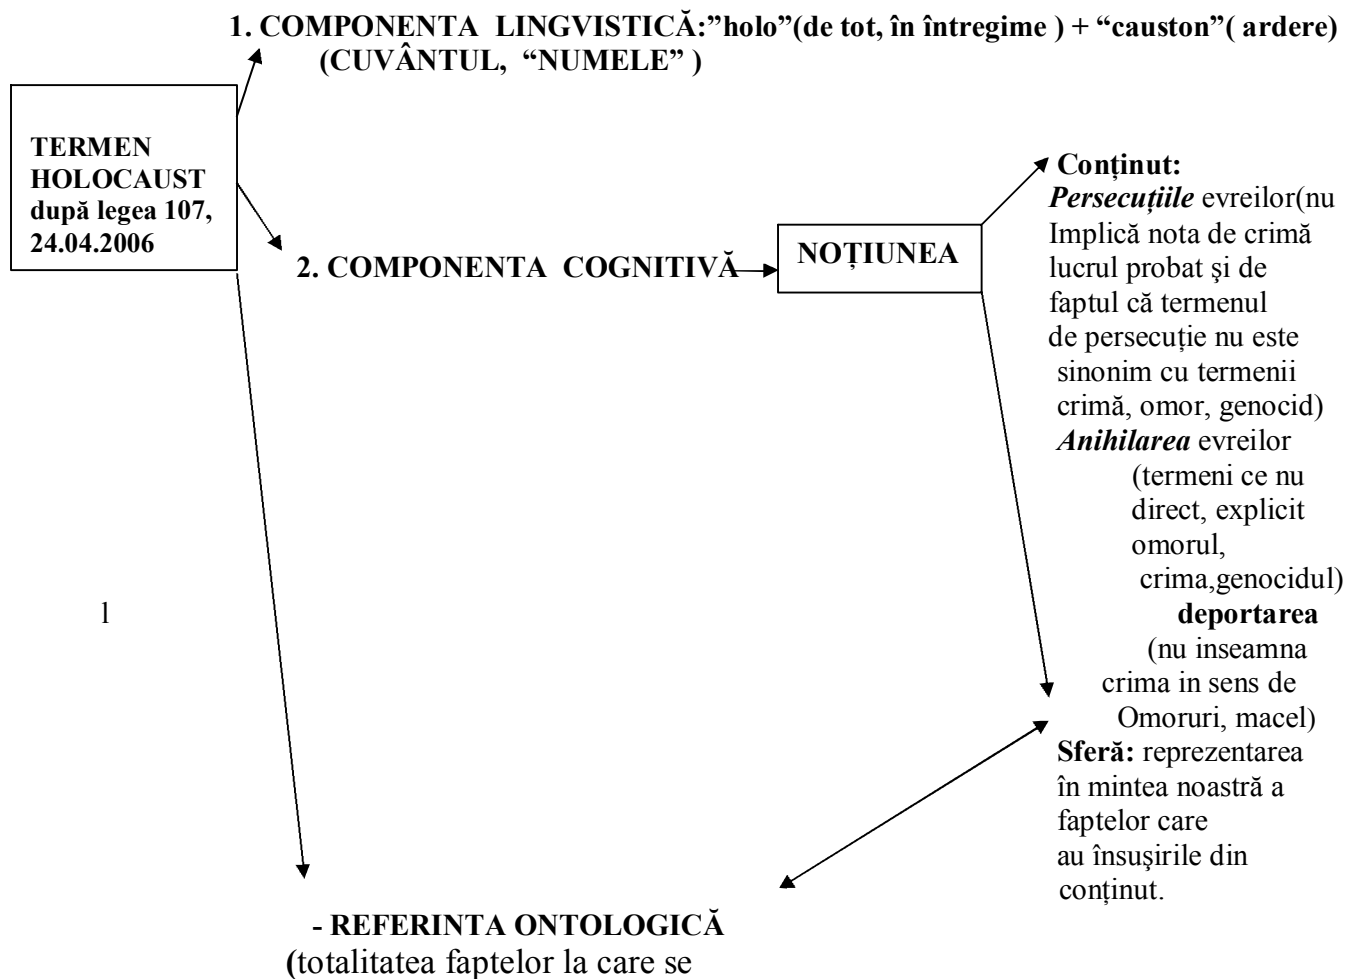 1. COMPONENTA LINGVISTICĂ:”holo”(de tot, în întregime ) + “causton”( ardere)
(CUVÂNTUL, “NUMELE” )
TERMEN
HOLOCAUST
după legea 107,
24.04.2006
2. COMPONENTA COGNITIVĂ
NOȚIUNEA
Conținut:
Persecuțiile evreilor(nu
Implică nota de crimă
lucrul probat şi de
faptul că termenul
de persecuție nu este
sinonim cu termenii
crimă, omor, genocid)
Anihilarea evreilor
(termeni ce nu
direct, explicit
omorul,
crima,genocidul)
deportarea
(nu inseamna
crima in sens de
Omoruri, macel)
Sferă: reprezentarea
în mintea noastră a
faptelor care
au însuşirile din
conținut.
l
- REFERINTA ONTOLOGICĂ
(totalitatea faptelor la care se